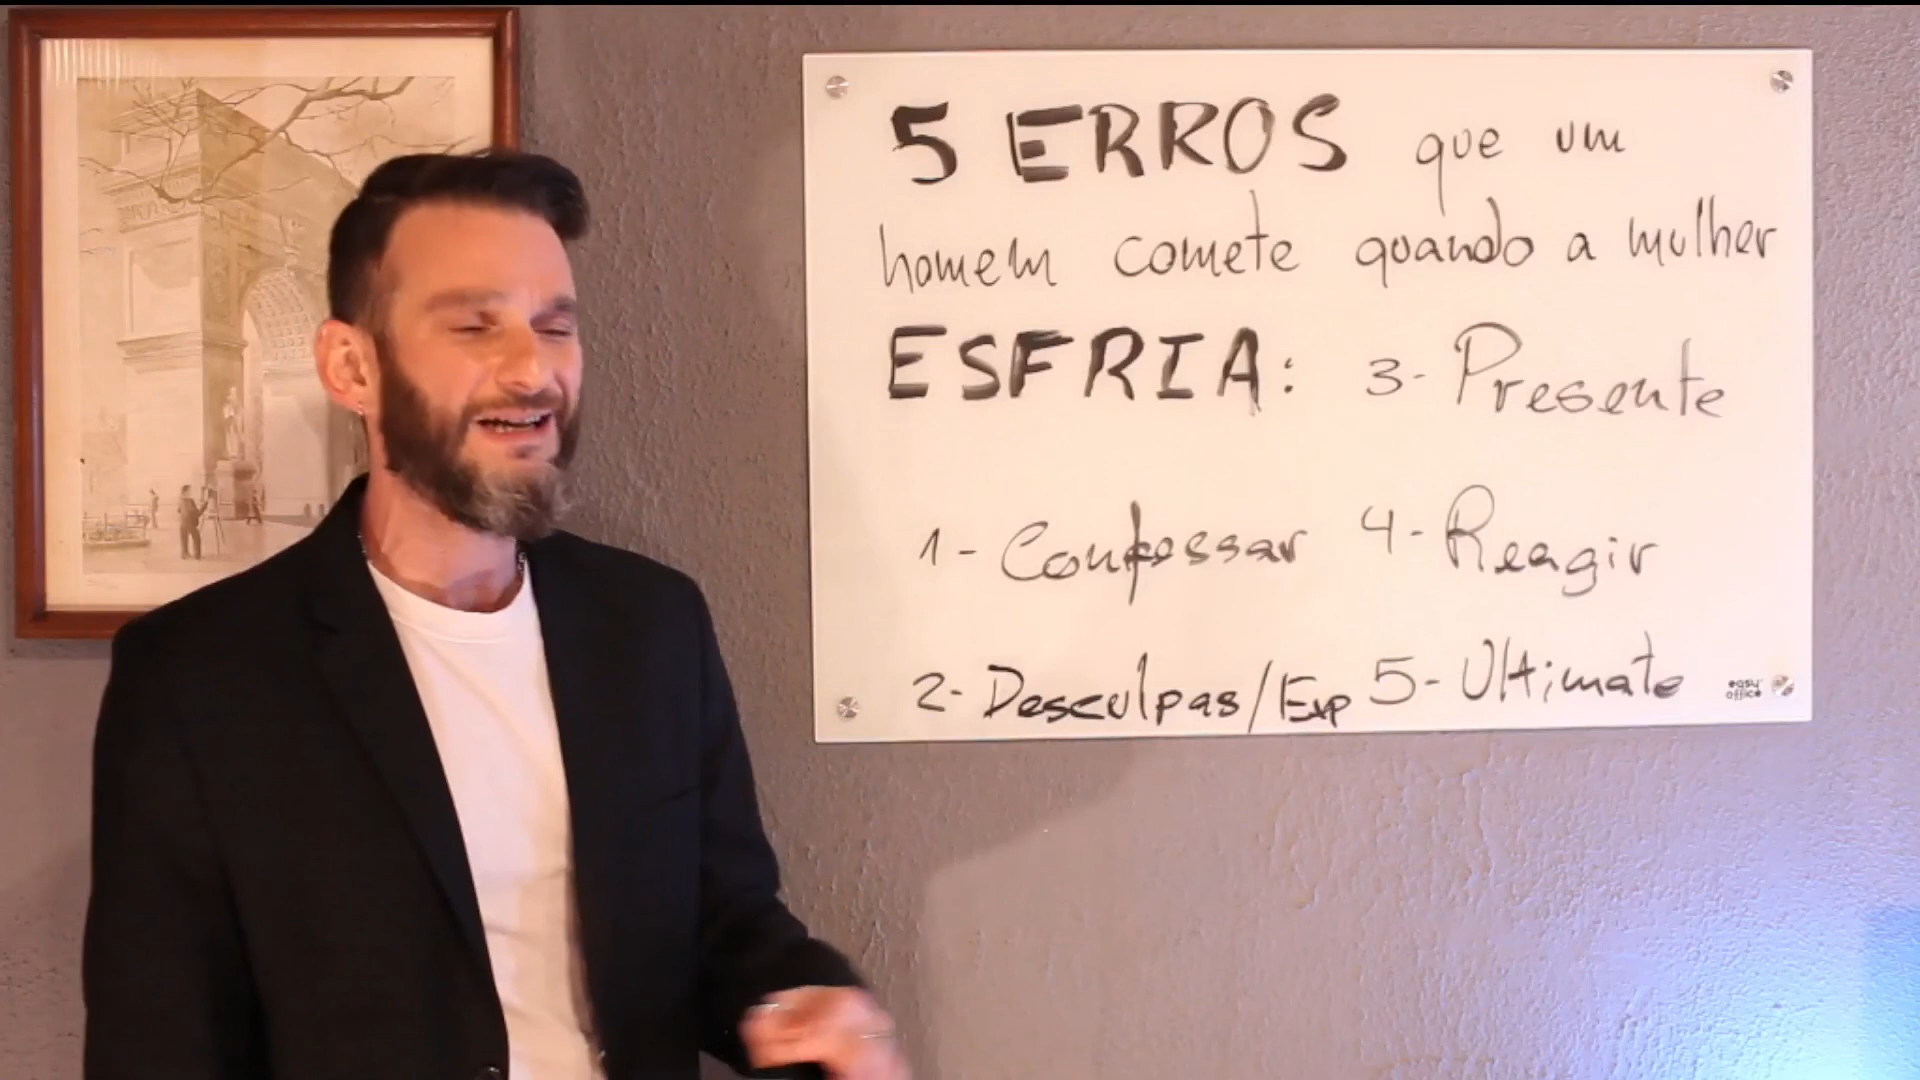 5 ERROS que um
homem comete quando a mulher
ESFRIA:
1- Confessar
2- Desculpas/Exp
3- Presente
4- Reagir
5- Ultimato
easy office